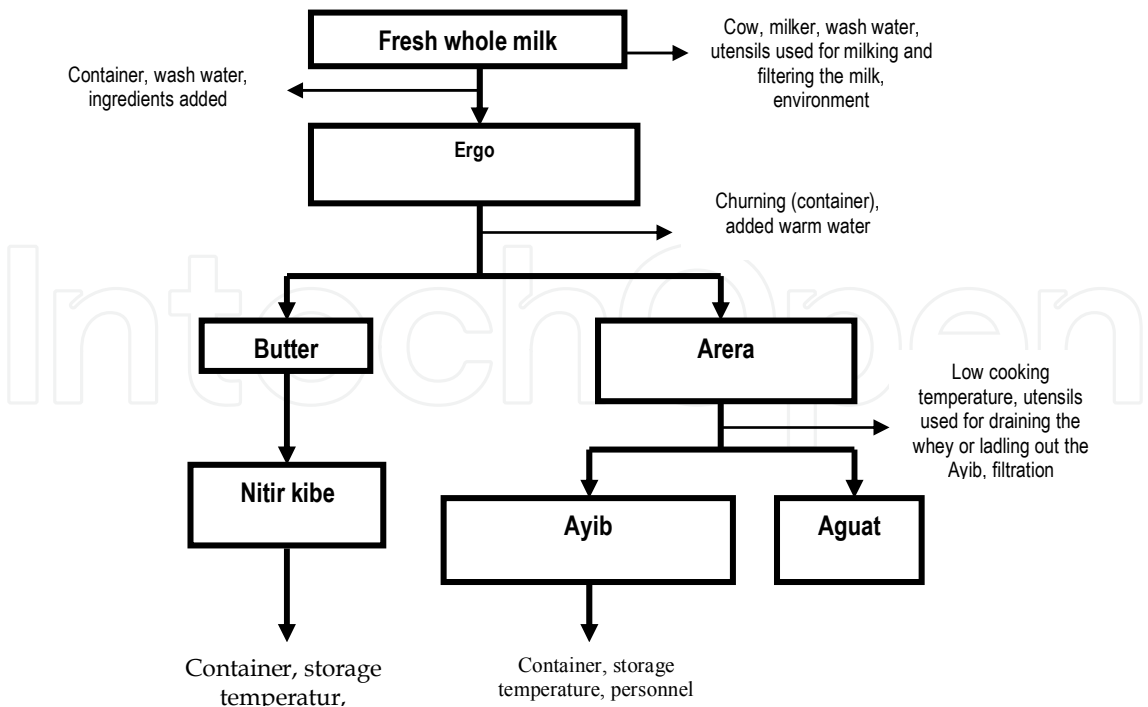 Fresh whole milk
Cow, milker, wash water,
utensils used for milking and
filtering the milk,
environment
Container, wash water,
ingredients added
Ergo
Churning (container),
added warm water
IntechOpen
Butter
Arera
Low cooking
temperature, utensils
used for draining the
whey or ladling out the
Ayib, filtration
Nitir kibe
Ayib
Aguat
Container, storage
temperatur,
Container, storage
temperature, personnel